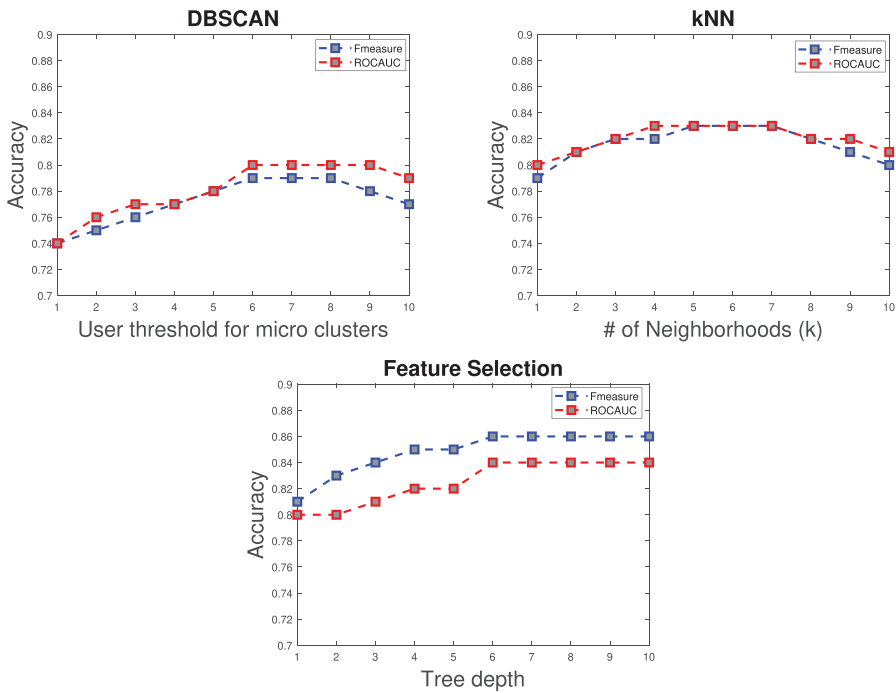 DBSCAN
0.9
0.88
0.86
0.84
0.82
0.8
0.78
0.76
0.74
0.72
0.7
Accuracy
Fmeasure
ROCAUC
1 2 3 4 5 6 7 8 9 10
User threshold for micro clusters
kNN
0.9
0.88
0.86
0.84
0.82
0.8
0.78
0.76
0.74
0.72
0.7
Accuracy
Fmeasure
ROCAUC
1 2 3 4 5 6 7 8 9 10
# of Neighborhoods (k)
Feature Selection
0.9
0.88
0.86
0.84
0.82
0.8
0.78
0.76
0.74
0.72
0.7
Accuracy
Fmeasure
ROCAUC
1 2 3 4 5 6 7 8 9 10
Tree depth